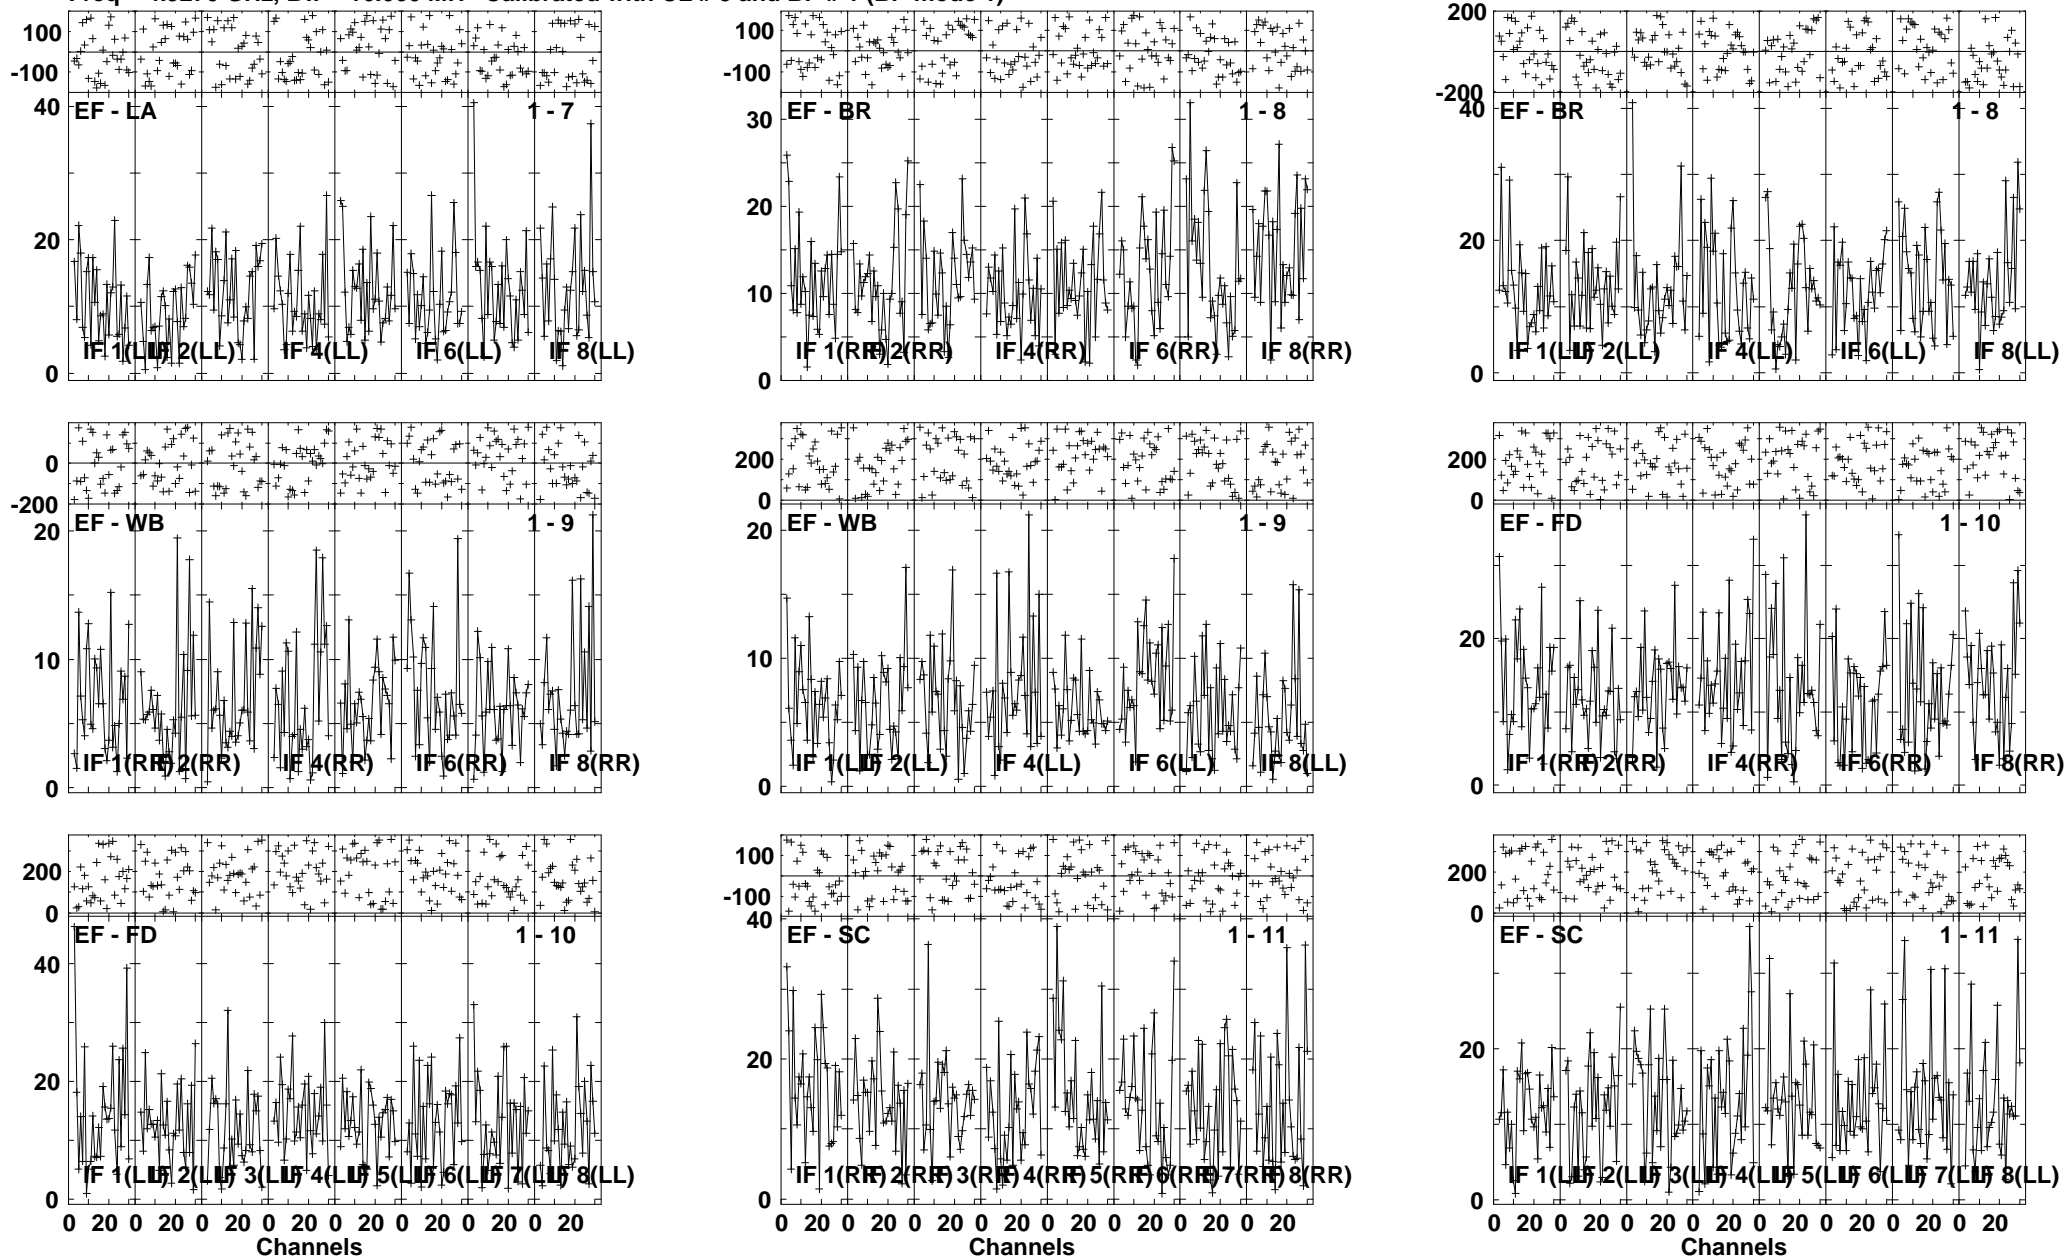 100
-100
40
20
0
EF - LA
1 - 7
IF 1(LL) IF 2(LL) IF 4(LL) IF 6(LL) IF 8(LL)
100
-100
30
20
10
0
EF - BR
1 - 8
IF 1(RR) IF 2(RR) IF 4(RR) IF 6(RR) IF 8(RR)
200
-200
40
20
0
EF - BR
1 - 8
IF 1(LL) IF 2(LL) IF 4(LL) IF 6(LL) IF 8(LL)
0
-200
20
10
0
EF - WB
1 - 9
IF 1(RR) IF 2(RR) IF 4(RR) IF 6(RR) IF 8(RR)
200
0
20
10
0
EF - WB
1 - 9
IF 1(LL) IF 2(LL) IF 4(LL) IF 6(LL) IF 8(LL)
200
0
20
0
EF - FD
1 - 10
IF 1(RR) IF 2(RR) IF 4(RR) IF 6(RR) IF 8(RR)
200
0
40
20
0
EF - FD
1 - 10
IF 1(LL) IF 2(LL) IF 3(LL) IF 4(LL) IF 5(LL) IF 6(LL) IF 7(LL) IF 8(LL)
0 20 0 20 0 20 0 20 0 20 0 20 0 20 0 20
Channels
100
-100
40
20
0
EF - SC
1 - 11
IF 1(RR) IF 2(RR) IF 3(RR) IF 4(RR) IF 5(RR) IF 6(RR) IF 7(RR) IF 8(RR)
0 20 0 20 0 20 0 20 0 20 0 20 0 20 0 20
Channels
200
0
20
0
EF - SC
1 - 11
IF 1(LL) IF 2(LL) IF 3(LL) IF 4(LL) IF 5(LL) IF 6(LL) IF 7(LL) IF 8(LL)
0 20 0 20 0 20 0 20 0 20 0 20 0 20 0 20
Channels